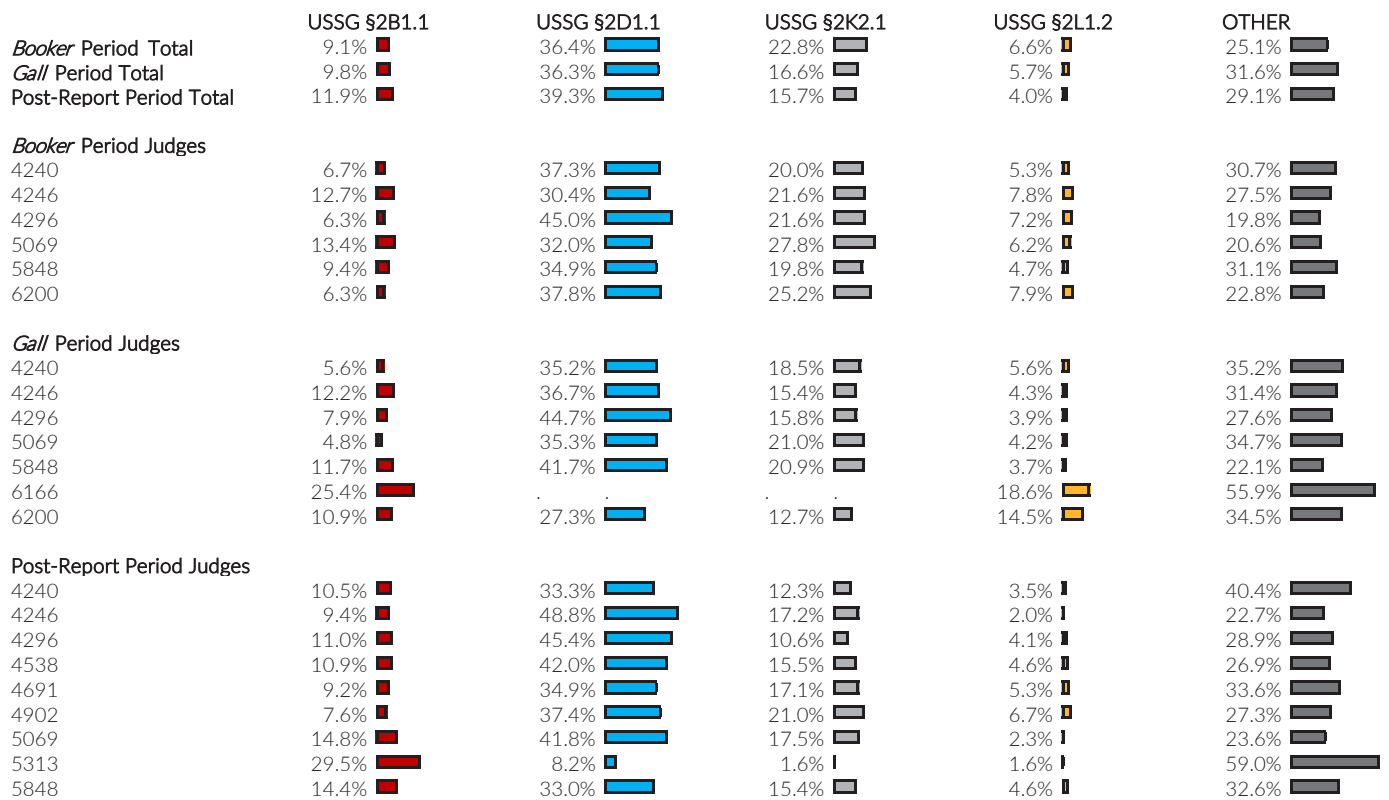 USSG §2B1.1 USSG §2D1.1 USSG §2K2.1 USSG §2L1.2 OTHER
Booker Period Total 9.1% 36.4% 22.8% 6.6% 25.1%
Gall Period Total 9.8% 36.3% 16.6% 5.7% 31.6%
Post-Report Period Total 11.9% 39.3% 15.7% 4.0% 29.1%
Booker Period Judges
4240 6.7% 37.3% 20.0% 5.3% 30.7%
4246 12.7% 30.4% 21.6% 7.8% 27.5%
4296 6.3% 45.0% 21.6% 7.2% 19.8%
5069 13.4% 32.0% 27.8% 6.2% 20.6%
5848 9.4% 34.9% 19.8% 4.7% 31.1%
6200 6.3% 37.8% 25.2% 7.9% 22.8%
Gall Period Judges
4240 5.6% 35.2% 18.5% 5.6% 35.2%
4246 12.2% 36.7% 15.4% 4.3% 31.4%
4296 7.9% 44.7% 15.8% 3.9% 27.6%
5069 4.8% 35.3% 21.0% 4.2% 34.7%
5848 11.7% 41.7% 20.9% 3.7% 22.1%
6166 25.4% . . . . 18.6% 55.9%
6200 10.9% 27.3% 12.7% 14.5% 34.5%
Post-Report Period Judges
4240 10.5% 33.3% 12.3% 3.5% 40.4%
4246 9.4% 48.8% 17.2% 2.0% 22.7%
4296 11.0% 45.4% 10.6% 4.1% 28.9%
4538 10.9% 42.0% 15.5% 4.6% 26.9%
4691 9.2% 34.9% 17.1% 5.3% 33.6%
4902 7.6% 37.4% 21.0% 6.7% 27.3%
5069 14.8% 41.8% 17.5% 2.3% 23.6%
5313 29.5% 8.2% 1.6% 1.6% 59.0%
5848 14.4% 33.0% 15.4% 4.6% 32.6%